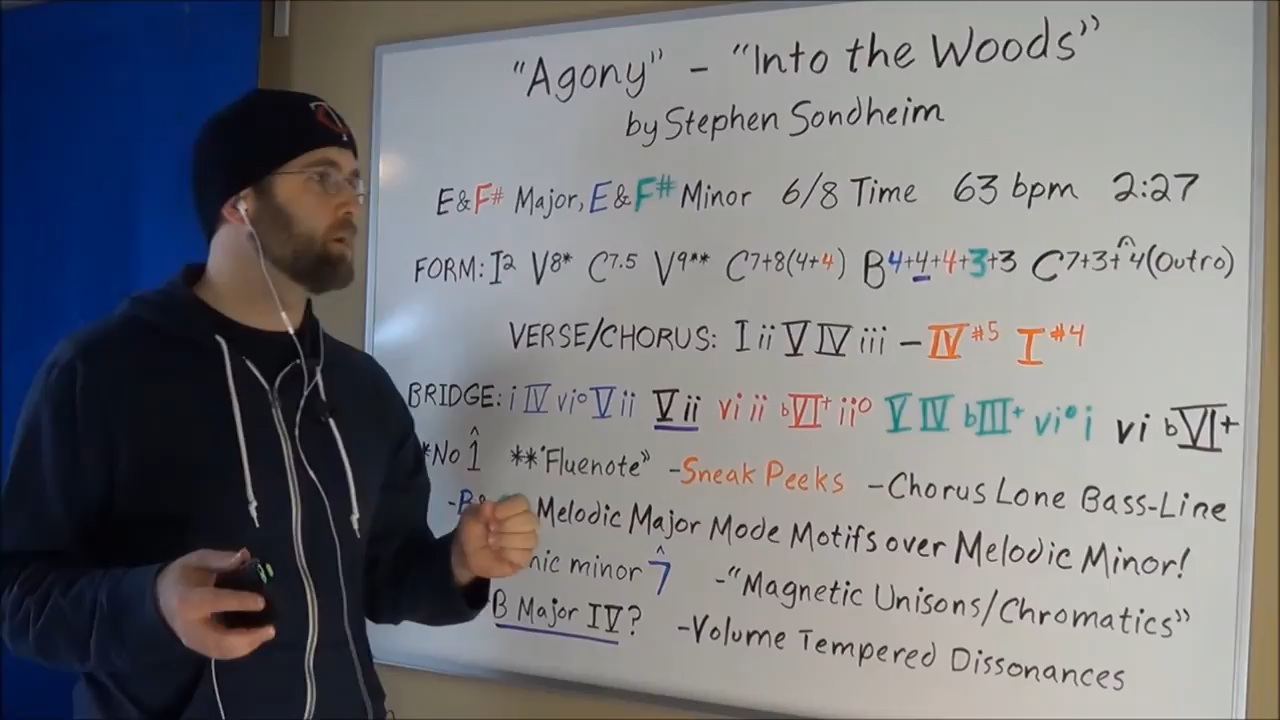 "Agony" - "Into the Woods"
by Stephen Sondheim
E&F# Major, E&F# Minor 6/8 Time 63 bpm 2:27
FORM: I² V⁸* C⁷·⁵ V⁹** C⁷⁺⁸⁽⁴⁺⁴⁾ B⁴⁺⁴⁺⁴⁺³⁺³ C⁷⁺³⁺⁴(Outro)
VERSE/CHORUS: I ii V IV iii - IV#5 I#4
BRIDGE: i IV vi° V ii V ii vi ii bVI+ ii° V IV bIII+ vi° i vi bVI+
*No 1̂ **"Fluenote" -Sneak Peeks -Chorus Lone Bass-Line
Melodic Major Mode Motifs over Melodic Minor!
minor 7̂ -"Magnetic Unisons/Chromatics"
B Major IV? -Volume Tempered Dissonances